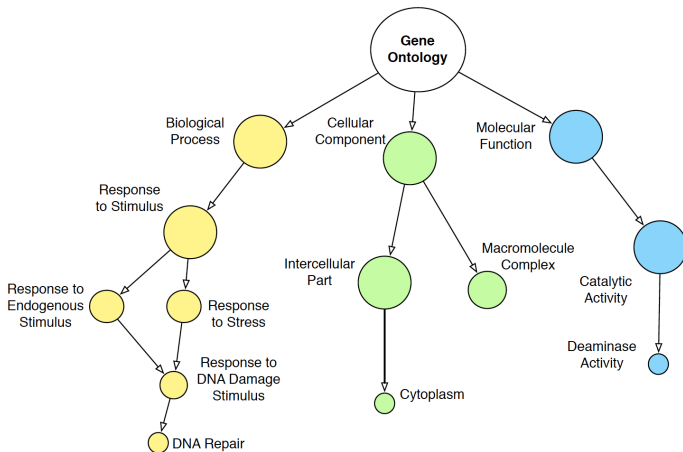 Gene
Ontology
Biological
Process
Cellular
Component
Molecular
Function
Response
to Stimulus
Intercellular
Part
Macromolecule
Complex
Catalytic
Activity
Response to
Endogenous
Stimulus
Response
to Stress
Deaminase
Activity
Response to
DNA Damage
Stimulus
Cytoplasm
DNA Repair